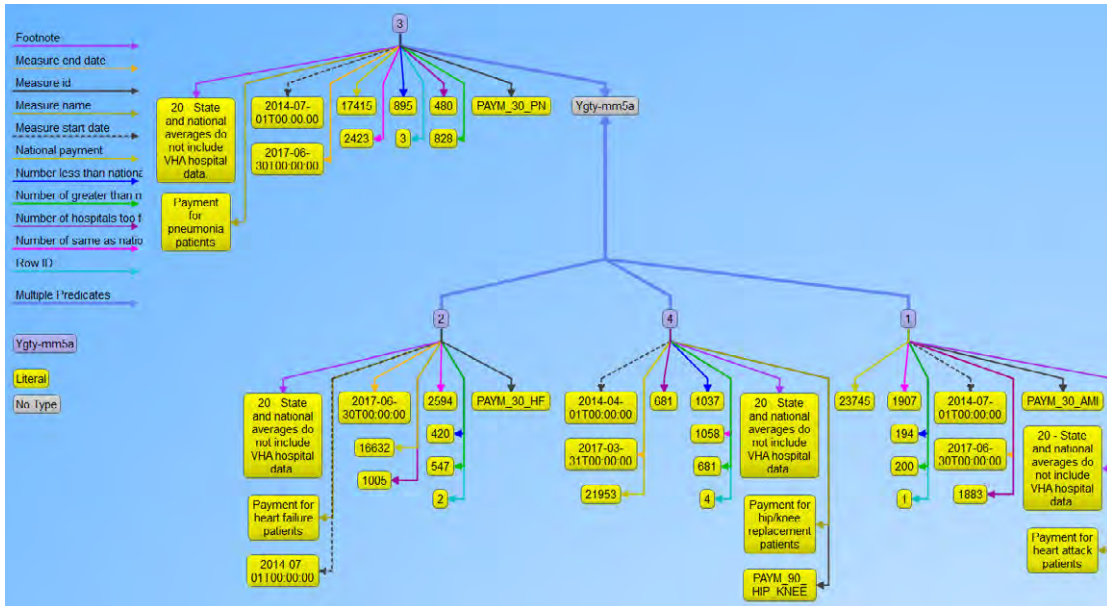 3
Footnote
Measure end date
Measure id
Measure name
Measure start date
National payment
Number less than nationa
Number of greater than n
Number of hospitals too f
Number of same as natio
Row ID
Multiple Predicates
Ygty-mm5a
Literal
No Type
20 - State
and national
averages do
not include
VHA hospital
data.
Payment
for
pneumonia
patients
2014-07-
01T00:00:00
2017-06-
30T00:00:00
17415
2423
895
3
480
828
PAYM_30_PN
Ygty-mm5a
2
4
1
20 - State
and national
averages do
not include
VHA hospital
data
Payment for
heart failure
patients
2014-07
01T00:00:00
2017-06-
30T00:00:00
16632
1005
2594
420
547
2
PAYM_30_HF
2014-04-
01T00:00:00
2017-03-
31T00:00:00
21953
681
1037
1058
681
4
20 - State
and national
averages do
not include
VHA hospital
data
Payment for
hip/knee
replacement
patients
PAYM_90_
HIP_KNEE
23745
1907
194
200
1
2014-07-
01T00:00:00
2017-06-
30T00:00:00
1883
PAYM_30_AMI
20 - State
and national
averages do
not include
VHA hospital
data
Payment for
heart attack
patients